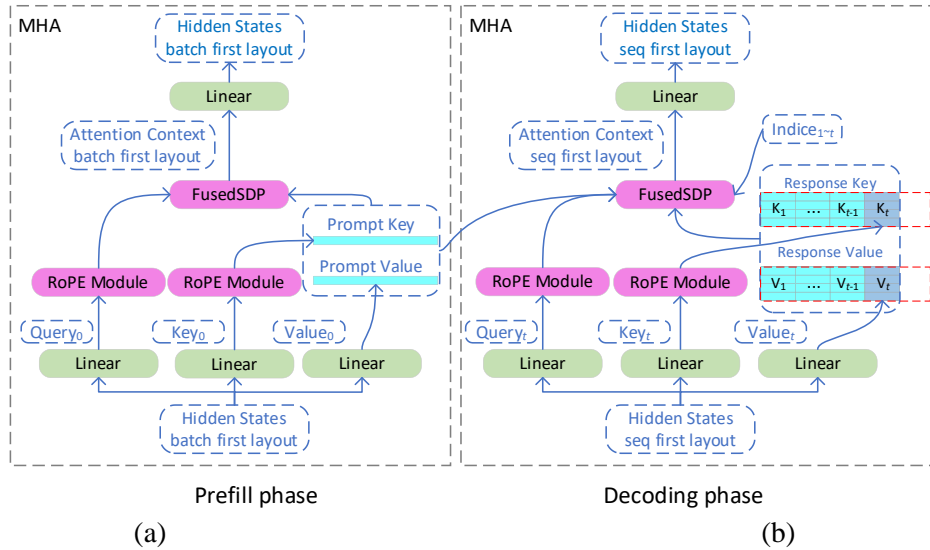 MHA
Hidden States
batch first layout
Linear
Attention Context
batch first layout
FusedSDP
Prompt Key
Prompt Value
RoPE Module
RoPE Module
Query0
Key0
Value0
Linear
Linear
Linear
Hidden States
batch first layout
Prefill phase
(a)
MHA
Hidden States
seq first layout
Linear
Attention Context
seq first layout
Indice1~t
FusedSDP
Response Key
K1 ... Kt-1 Kt
Response Value
V1 ... Vt-1 Vt
RoPE Module
RoPE Module
Queryt
Keyt
Valuet
Linear
Linear
Linear
Hidden States
seq first layout
Decoding phase
(b)